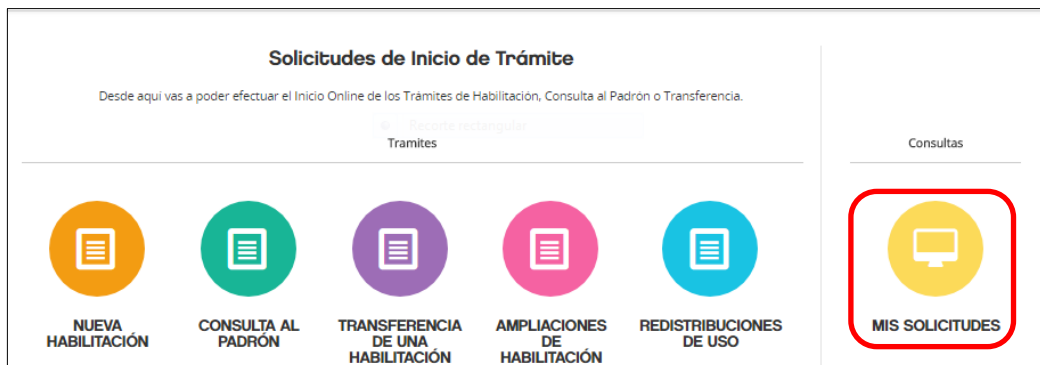 Solicitudes de Inicio de Trámite
Desde aquí vas a poder efectuar el Inicio Online de los Trámites de Habilitación, Consulta al Padrón o Transferencia.
Recorte rectangular
Tramites
Consultas
NUEVA
HABILITACIÓN
CONSULTA AL
PADRÓN
TRANSFERENCIA
DE UNA
HABILITACIÓN
AMPLIACIONES
DE
HABILITACIÓN
REDISTRIBUCIONES
DE USO
MIS SOLICITUDES